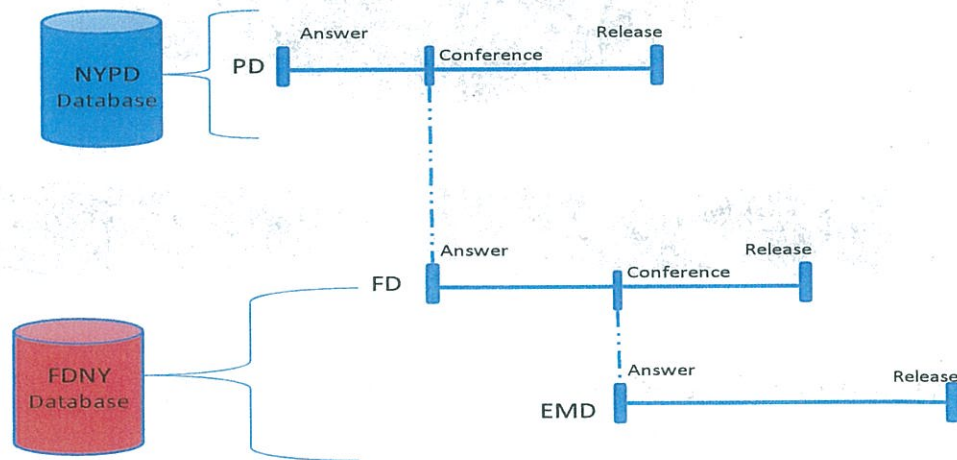 Answer
Release
PD
Conference
NYPD
Database
Answer
Release
FD
Conference
FDNY
Database
Answer
Release
EMD